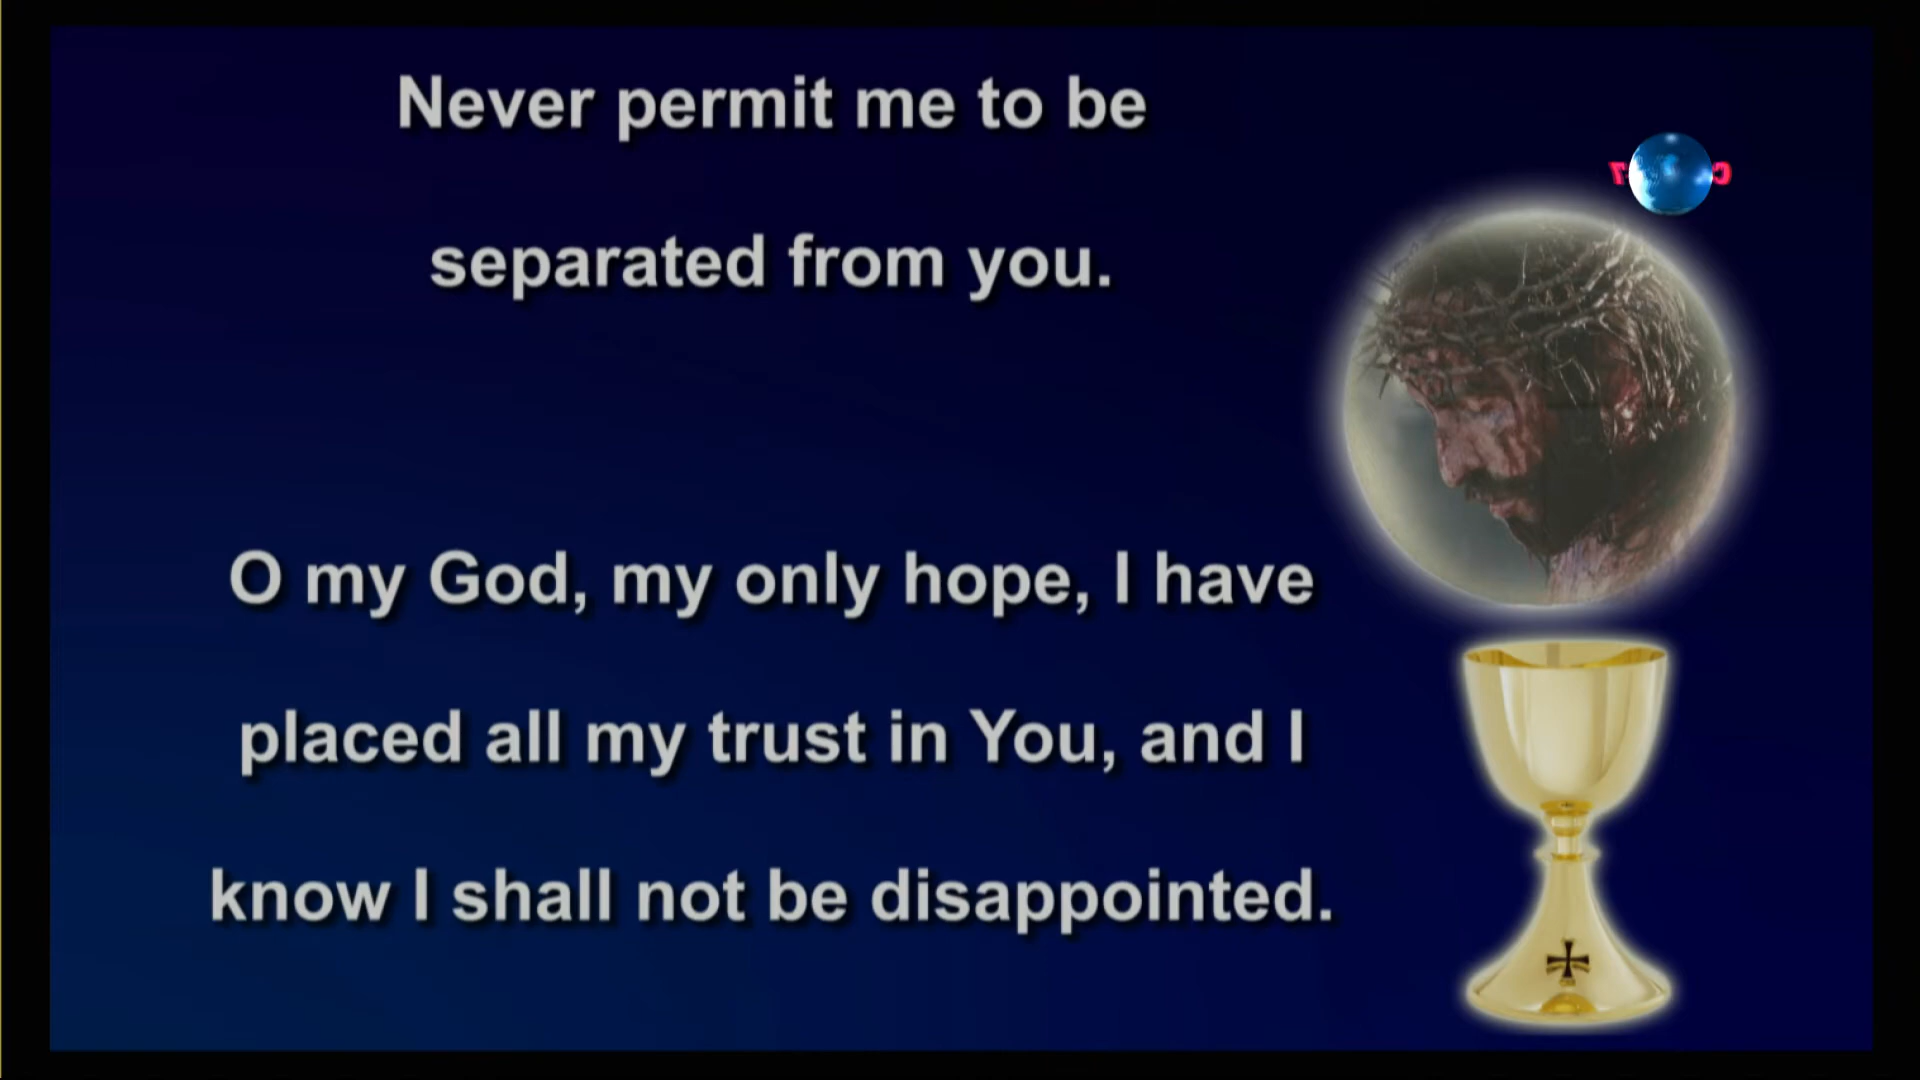 Never permit me to be
separated from you.
O my God, my only hope, I have
placed all my trust in You, and I
know I shall not be disappointed.